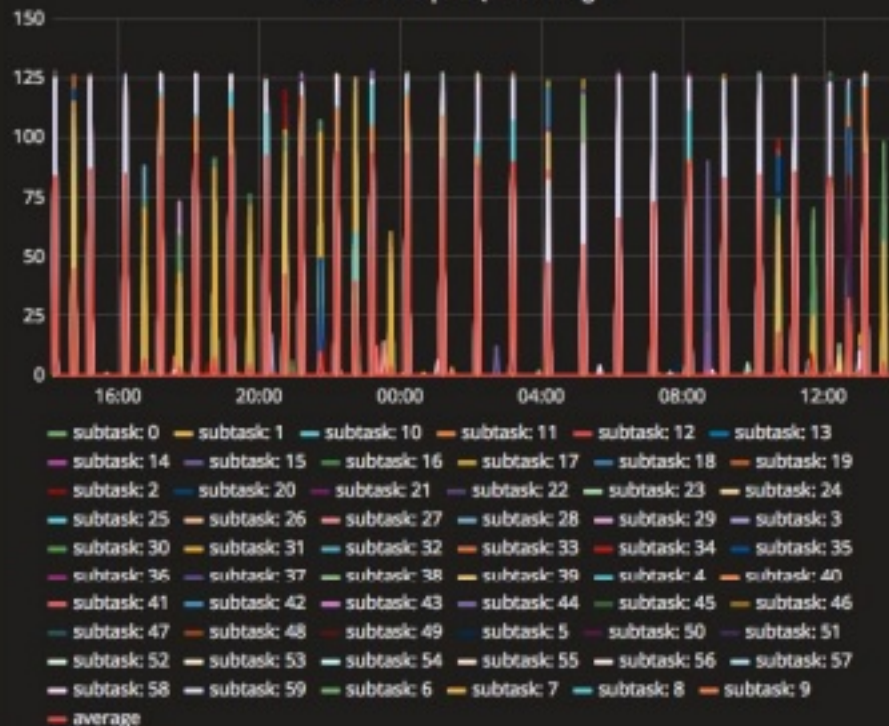 150
125
100
75
50
25
0
16:00 20:00 00:00 04:00 08:00 12:00
subtask: 0 subtask: 1 subtask: 10 subtask: 11 subtask: 12 subtask: 13
subtask: 14 subtask: 15 subtask: 16 subtask: 17 subtask: 18 subtask: 19
subtask: 2 subtask: 20 subtask: 21 subtask: 22 subtask: 23 subtask: 24
subtask: 25 subtask: 26 subtask: 27 subtask: 28 subtask: 29 subtask: 3
subtask: 30 subtask: 31 subtask: 32 subtask: 33 subtask: 34 subtask: 35
subtask: 36 subtask: 37 subtask: 38 subtask: 39 subtask: 4 subtask: 40
subtask: 41 subtask: 42 subtask: 43 subtask: 44 subtask: 45 subtask: 46
subtask: 47 subtask: 48 subtask: 49 subtask: 5 subtask: 50 subtask: 51
subtask: 52 subtask: 53 subtask: 54 subtask: 55 subtask: 56 subtask: 57
subtask: 58 subtask: 59 subtask: 6 subtask: 7 subtask: 8 subtask: 9
average